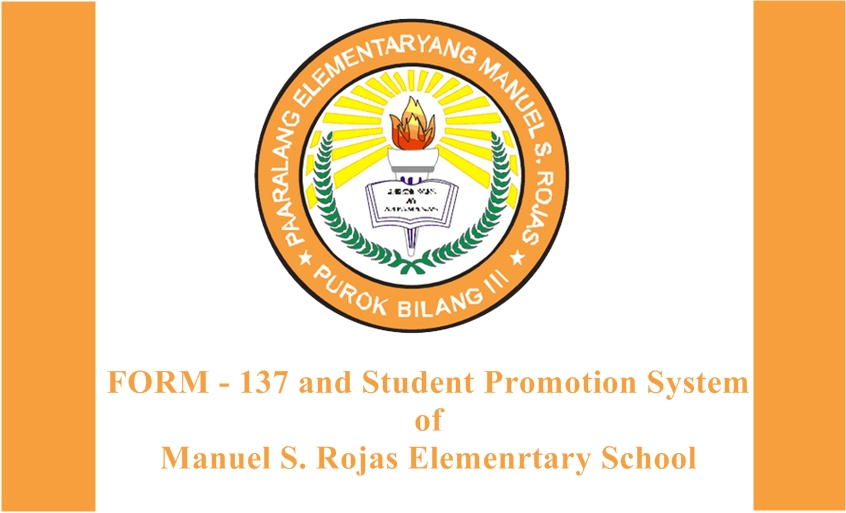 PAARALANG ELEMENTARYANG MANUEL S. ROJAS
PUROK BILANG III
FORM - 137 and Student Promotion System
of
Manuel S. Rojas Elemenrtary School